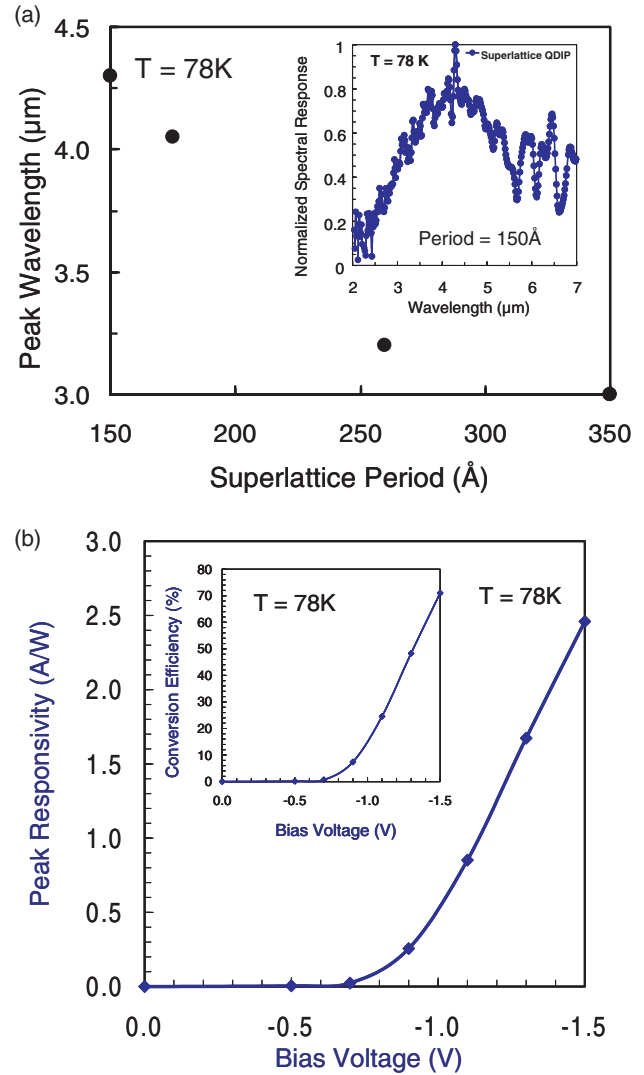 (a)
4.5
4.0
3.5
3.0
Peak Wavelength (µm)
T = 78K
1
0.8
0.6
0.4
0.2
0
Normalized Spectral Response
T = 78 K
Superlattice QDIP
Period = 150Å
2 3 4 5 6 7
Wavelength (µm)
150 200 250 300 350
Superlattice Period (Å)
(b)
3.0
2.5
2.0
1.5
1.0
0.5
0.0
Peak Responsivity (A/W)
80
70
60
50
40
30
20
10
0
Conversion Efficiency (%)
T = 78K
0.0 -0.5 -1.0 -1.5
Bias Voltage (V)
T = 78K
0.0 -0.5 -1.0 -1.5
Bias Voltage (V)